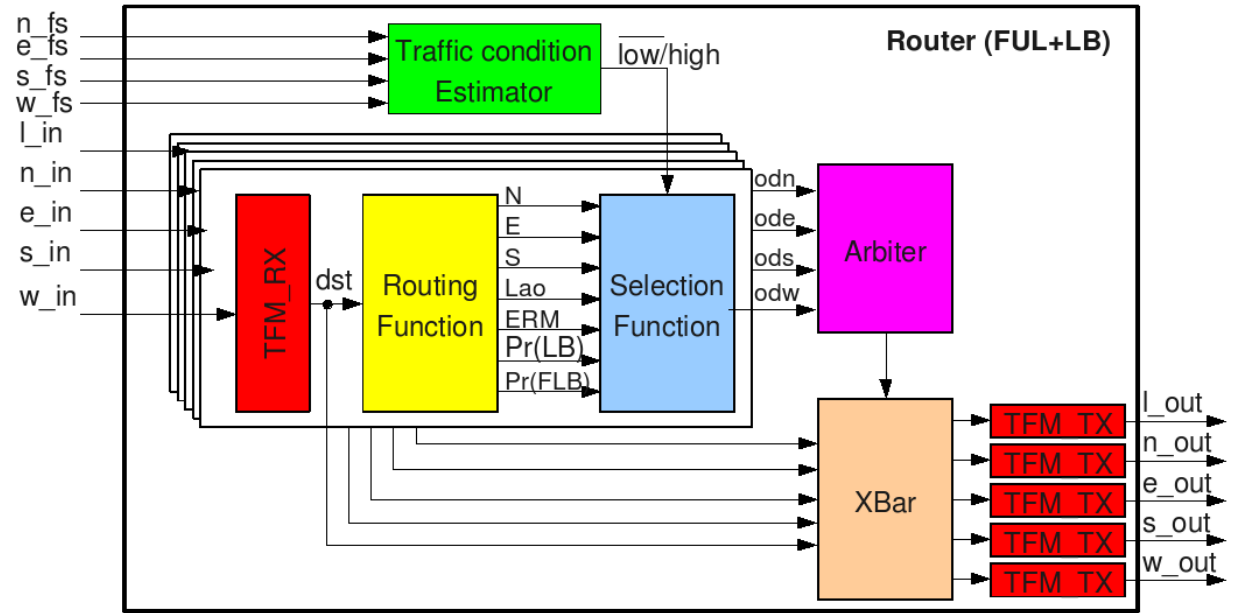 n_fs
e_fs
s_fs
w_fs
l_in
n_in
e_in
s_in
w_in
Traffic condition
Estimator
low/high
Router (FUL+LB)
TFM_RX
dst
Routing
Function
N
E
S
Lao
ERM
Pr(LB)
Pr(FLB)
Selection
Function
odn
ode
ods
odw
Arbiter
XBar
TFM_TX
TFM_TX
TFM_TX
TFM_TX
TFM_TX
l_out
n_out
e_out
s_out
w_out